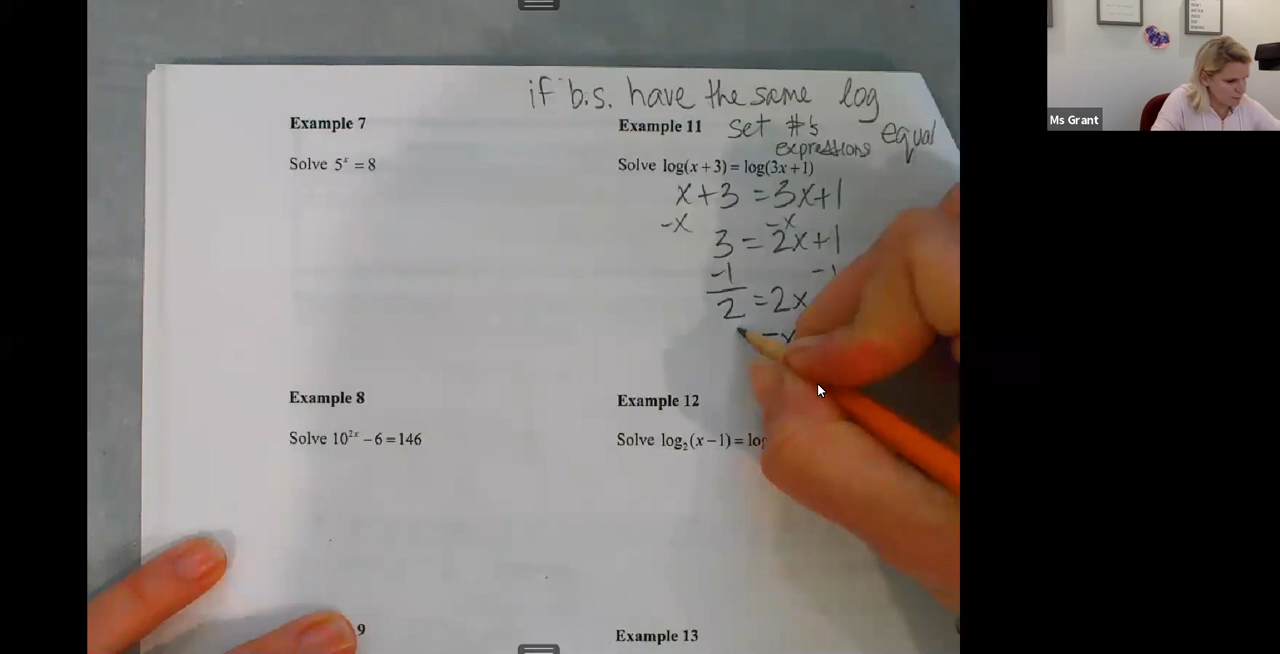 if b.s. have the same log
Example 7
Example 11
set #'s equal
expressions
Solve 5ˣ = 8
Solve log(x + 3) = log(3x + 1)
x + 3 = 3x + 1
-x -x
3 = 2x + 1
-1 -1
2 = 2x
= x
Example 8
Example 12
Solve 10²ˣ − 6 = 146
Solve log₂(x − 1) =
9
Example 13
Ms Grant